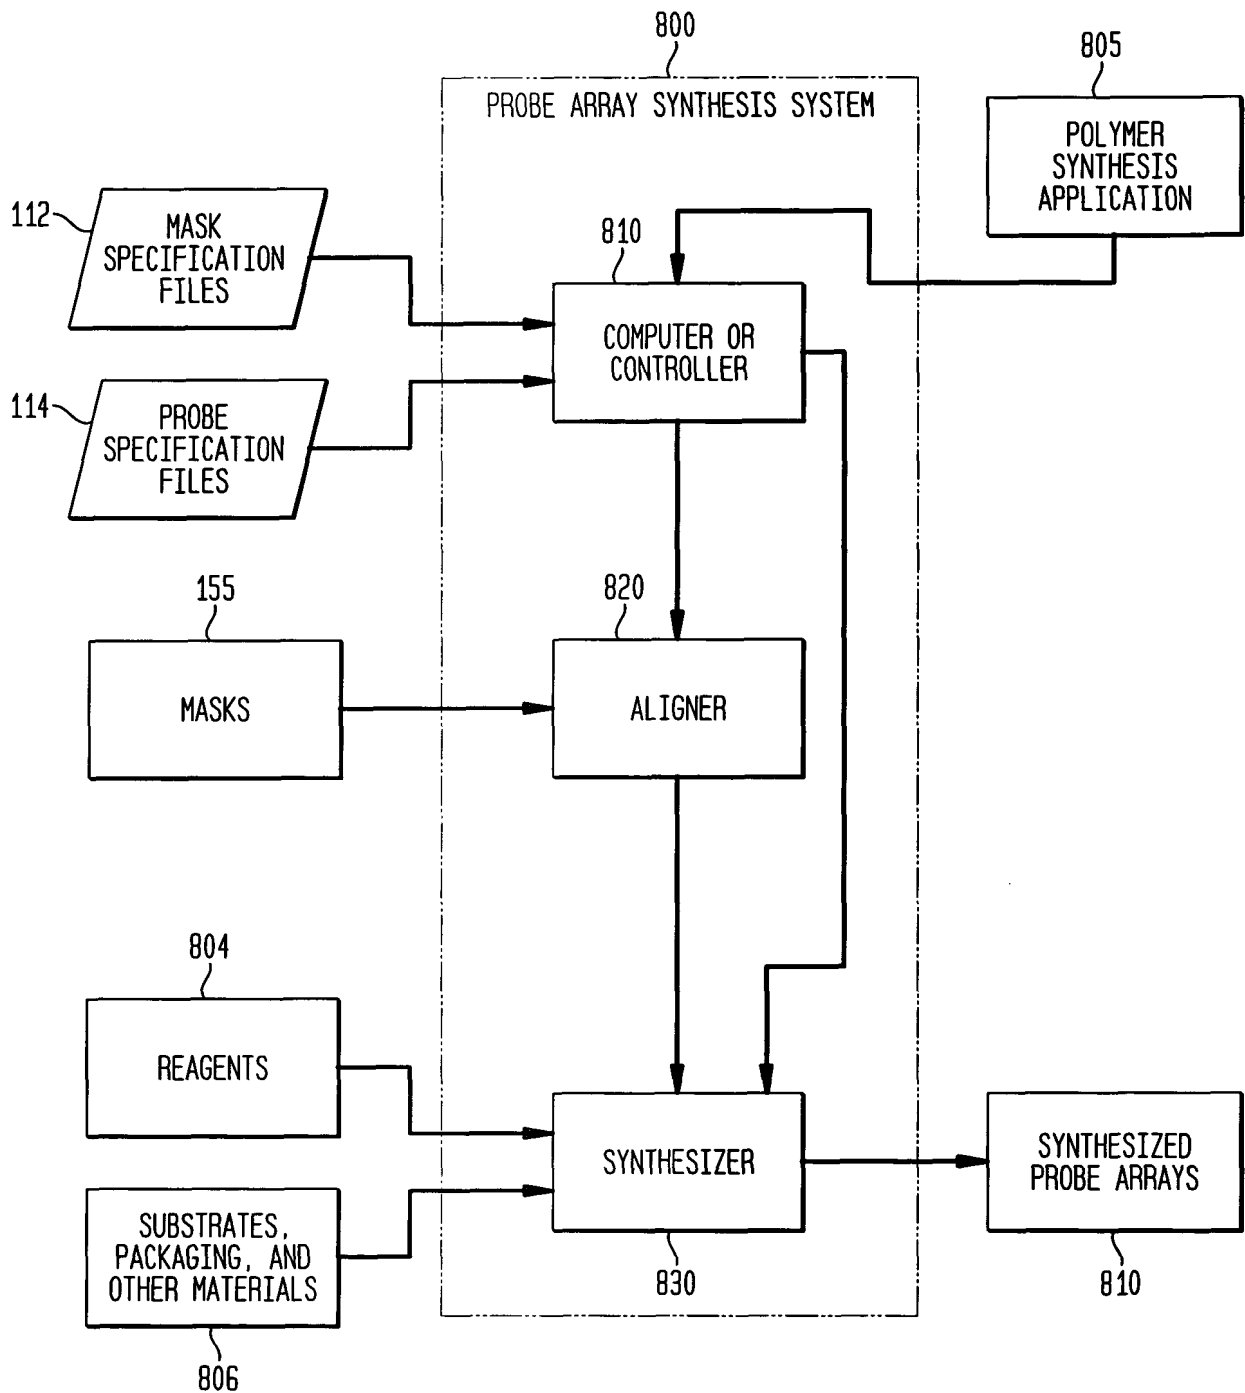 800
805
PROBE ARRAY SYNTHESIS SYSTEM
POLYMER
SYNTHESIS
APPLICATION
112
MASK
SPECIFICATION
FILES
810
COMPUTER OR
CONTROLLER
114
PROBE
SPECIFICATION
FILES
155
MASKS
820
ALIGNER
804
REAGENTS
SYNTHESIZER
830
SYNTHESIZED
PROBE ARRAYS
810
SUBSTRATES,
PACKAGING, AND
OTHER MATERIALS
806